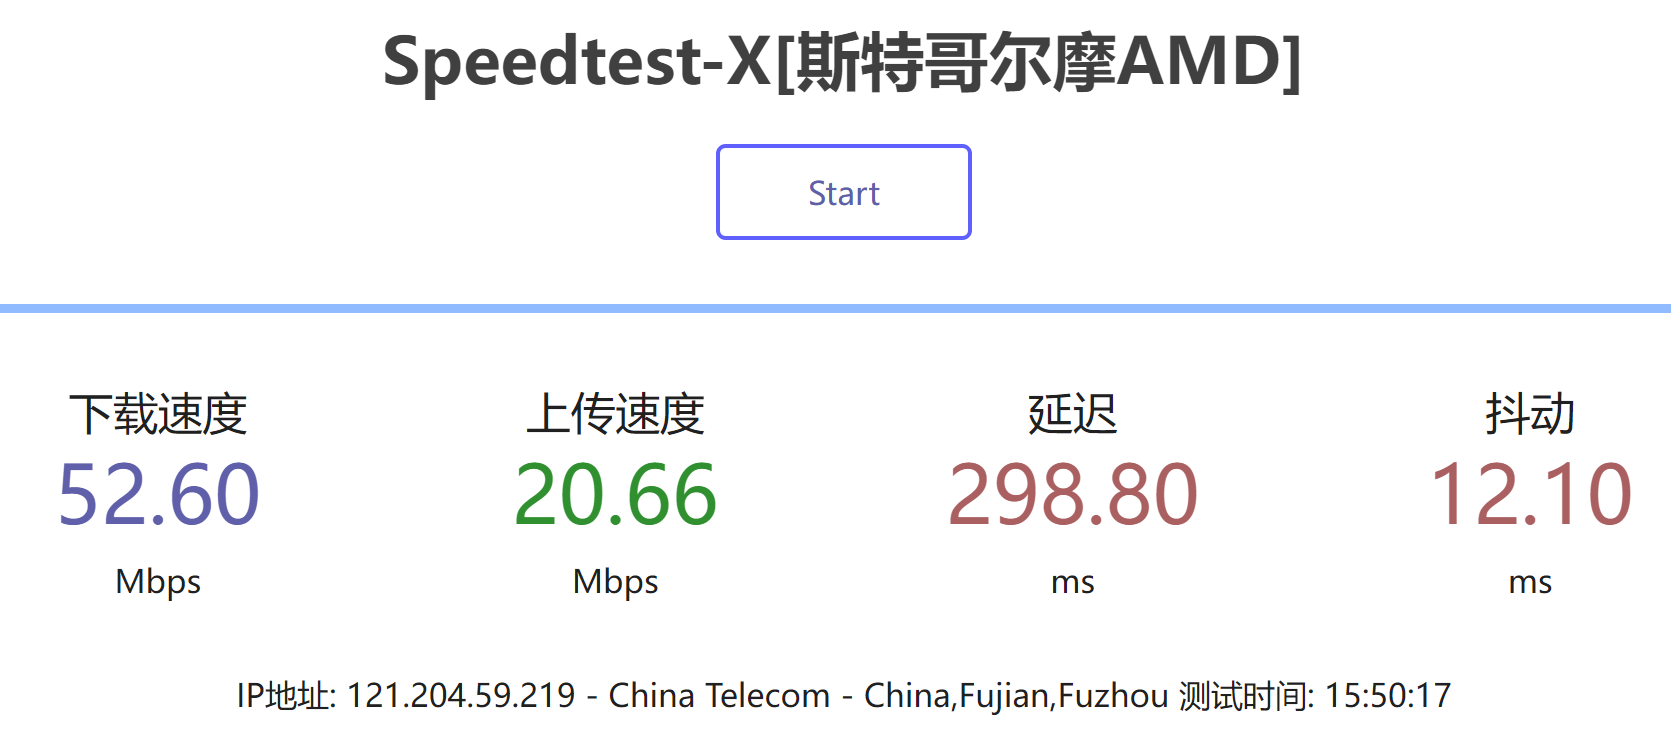 Speedtest-X[斯特哥尔摩AMD]
Start
下载速度 上传速度 延迟 抖动
52.60 20.66 298.80 12.10
Mbps Mbps ms ms
IP地址: 121.204.59.219 - China Telecom - China,Fujian,Fuzhou 测试时间: 15:50:17